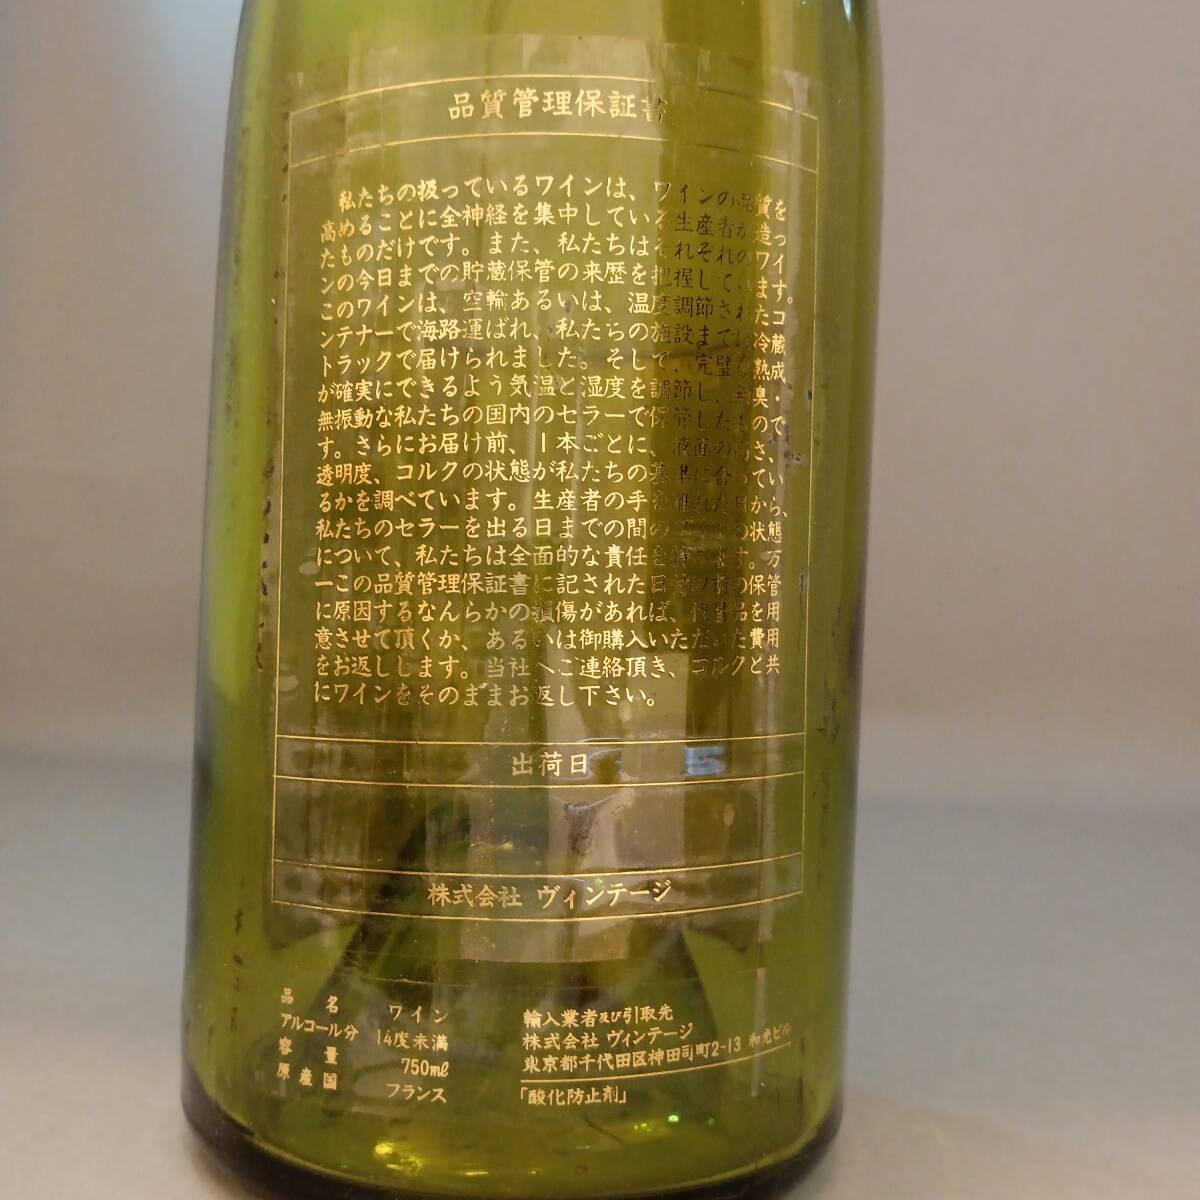 品質管理保証書
私たちの扱っているワインは、ワインの品質を
高めることに全神経を集中している生産者が造っ
たものだけです。また、私たちはそれぞれのワイ
ンの今日までの貯蔵保管の来歴を把握しています。
このワインは、空輸あるいは、温度調節されたコ
ンテナーで海路運ばれ、私たちの施設までは冷蔵
トラックで届けられました。そして、完璧な熟成
が確実にできるよう気温と湿度を調節し、無臭・
無振動な私たちの国内のセラーで保管したもので
す。さらにお届け前、1本ごとに、液面の高さ、
透明度、コルクの状態が私たちの基準に合ってい
るかを調べています。生産者の手を離れた日から、
私たちのセラーを出る日までの間のワインの状態
について、私たちは全面的な責任を持ちます。万
一この品質管理保証書に記された日付以前の保管
に原因するなんらかの損傷があれば、代替品を用
意させて頂くか、あるいは御購入いただいた費用
をお返しします。当社へご連絡頂き、コルクと共
にワインをそのままお返し下さい。
出荷日
株式会社 ヴィンテージ
品名 ワイン
アルコール分 14度未満
容量 750ml
原産国 フランス
輸入業者及び引取先
株式会社 ヴィンテージ
東京都千代田区神田司町2-13 和光ビル
「酸化防止剤」